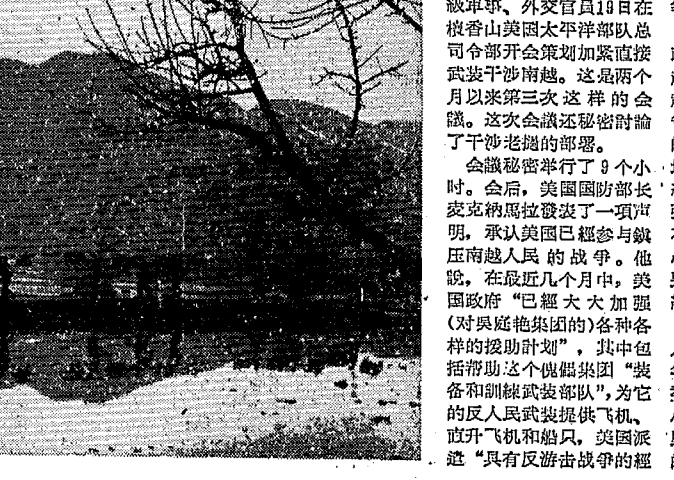 级軍事、外交官員19日在
檀香山美国太平洋部队总
司令部开会策划加紧直接
武装干涉南越。这是两个
月以来第三次这样的会
議。这次会議还秘密討論
了干涉老撾的部署。
会議秘密举行了9个小
时。会后，美国国防部长
麦克納馬拉發表了一項声
明，承认美国已經参与鎮
压南越人民的战争。他
說，在最近几个月中，美
国政府“已經大大加强
(对吳庭艳集团的)各种各
样的援助計划”，其中包
括帮助这个傀儡集团“装
备和訓練武装部队”，为它
的反人民武装提供飞机、
直升飞机和船只，美国派
遣“具有反游击战争的經